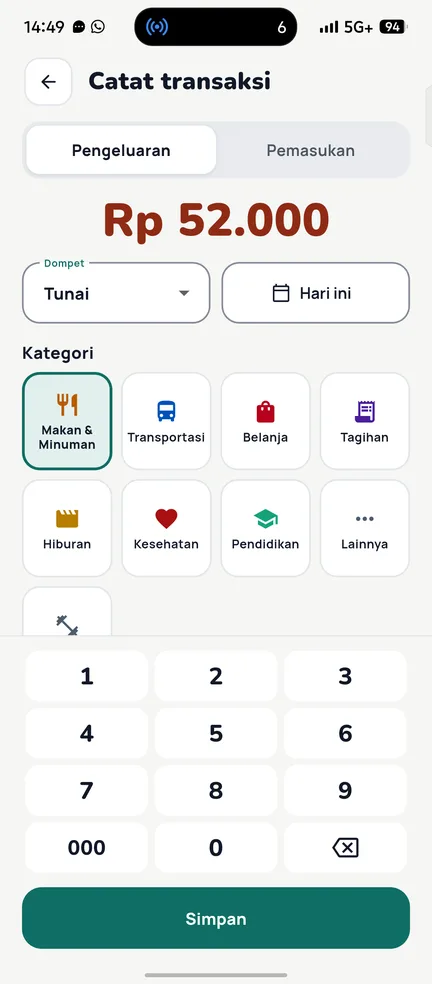 14:49
6
5G+
94
Catat transaksi
Pengeluaran
Pemasukan
Rp 52.000
Dompet
Tunai
Hari ini
Kategori
Makan &
Minuman
Transportasi
Belanja
Tagihan
Hiburan
Kesehatan
Pendidikan
Lainnya
1
2
3
4
5
6
7
8
9
000
0
Simpan